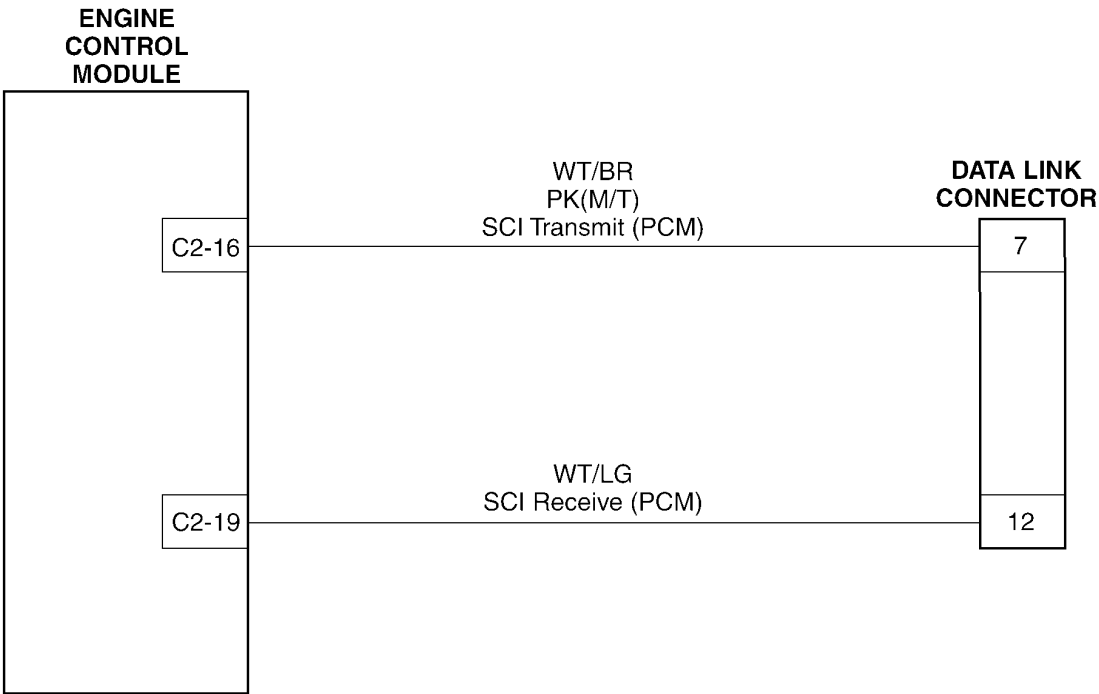 ENGINE
CONTROL
MODULE
WT/BR
PK(M/T)
SCI Transmit (PCM)
DATA LINK
CONNECTOR
C2-16
7
WT/LG
SCI Receive (PCM)
C2-19
12